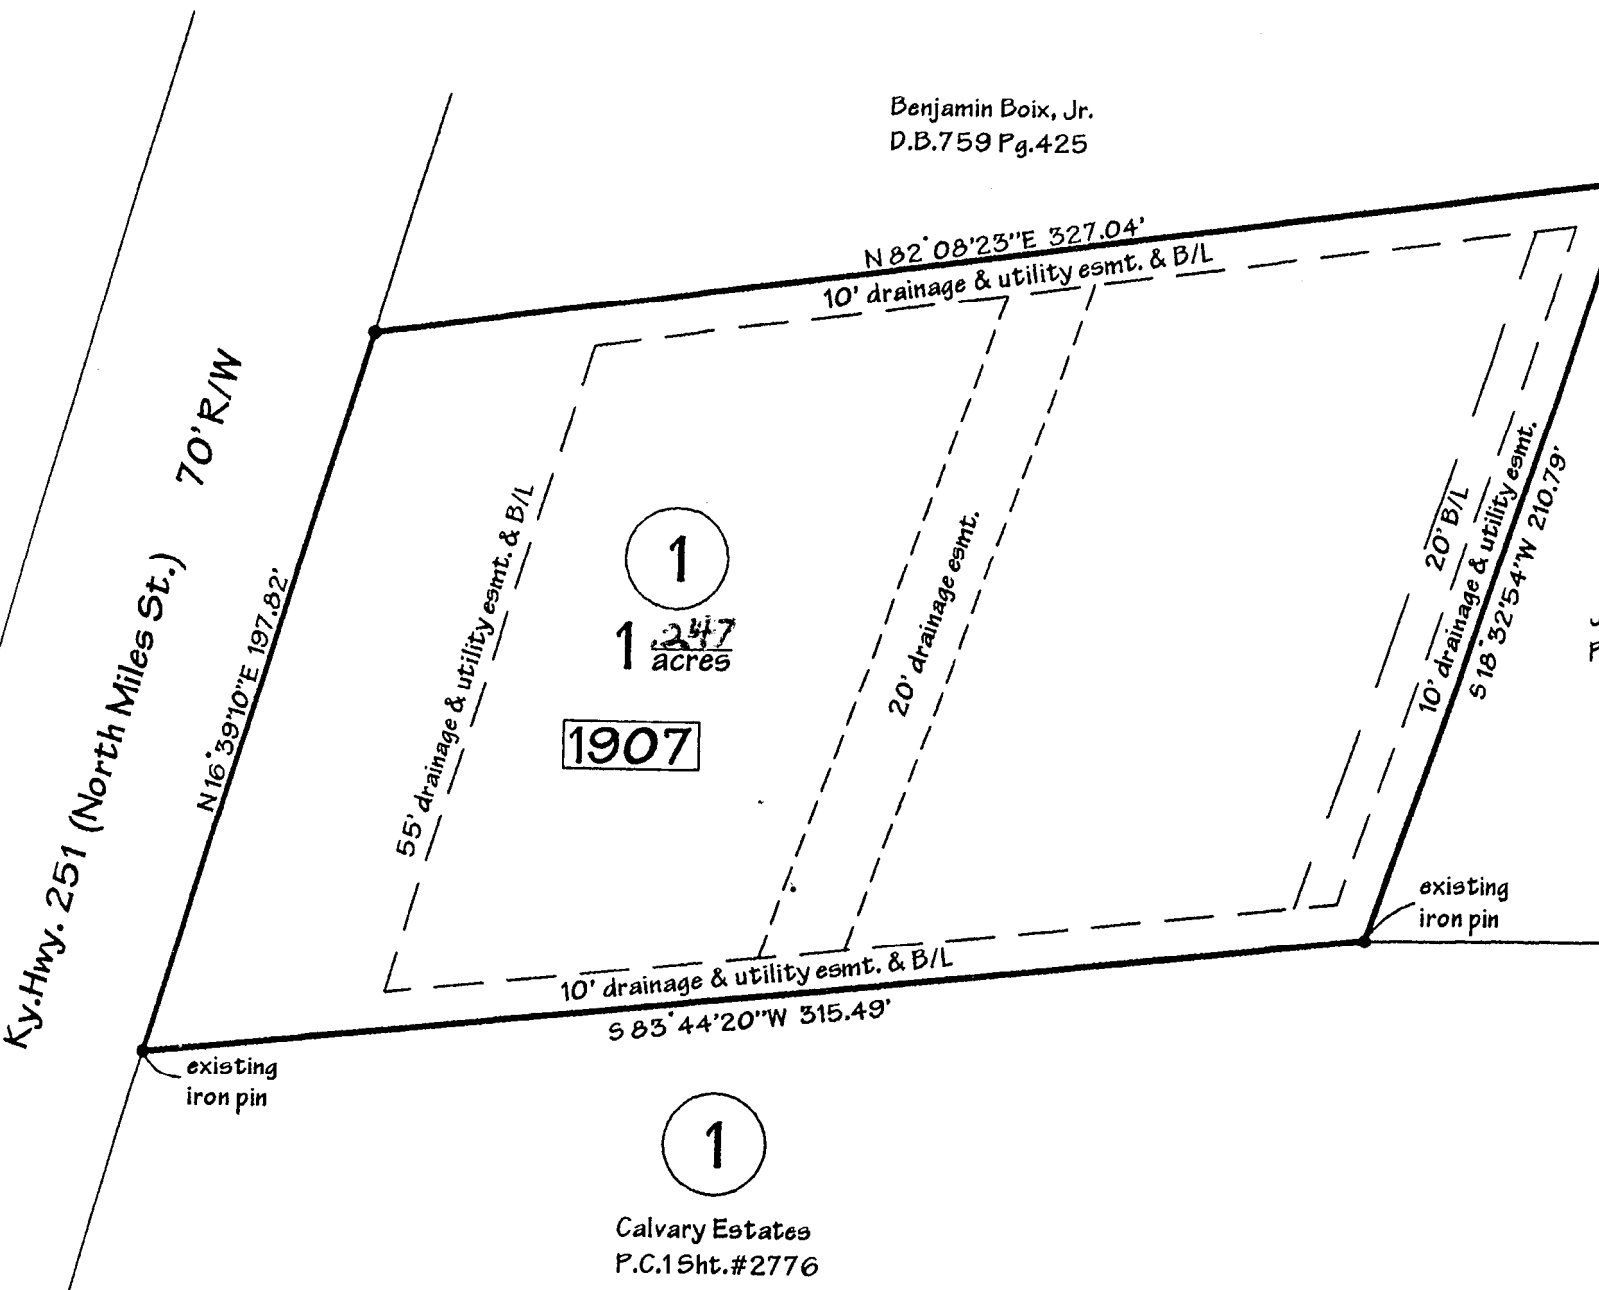 Benjamin Boix, Jr.
D.B.759 Pg.425
N 82°08'23"E 327.04'
10' drainage & utility esmt. & B/L
70' R/W
Ky.Hwy. 251 (North Miles St.)
N 16°39'10"E 197.82'
55' drainage & utility esmt. & B/L
1
1 .247
acres
1907
20' drainage esmt.
20' B/L
10' drainage & utility esmt.
S 18°32'54"W 210.79'
existing
iron pin
10' drainage & utility esmt. & B/L
S 83°44'20"W 315.49'
existing
iron pin
1
Calvary Estates
P.C.1 Sht.#2776